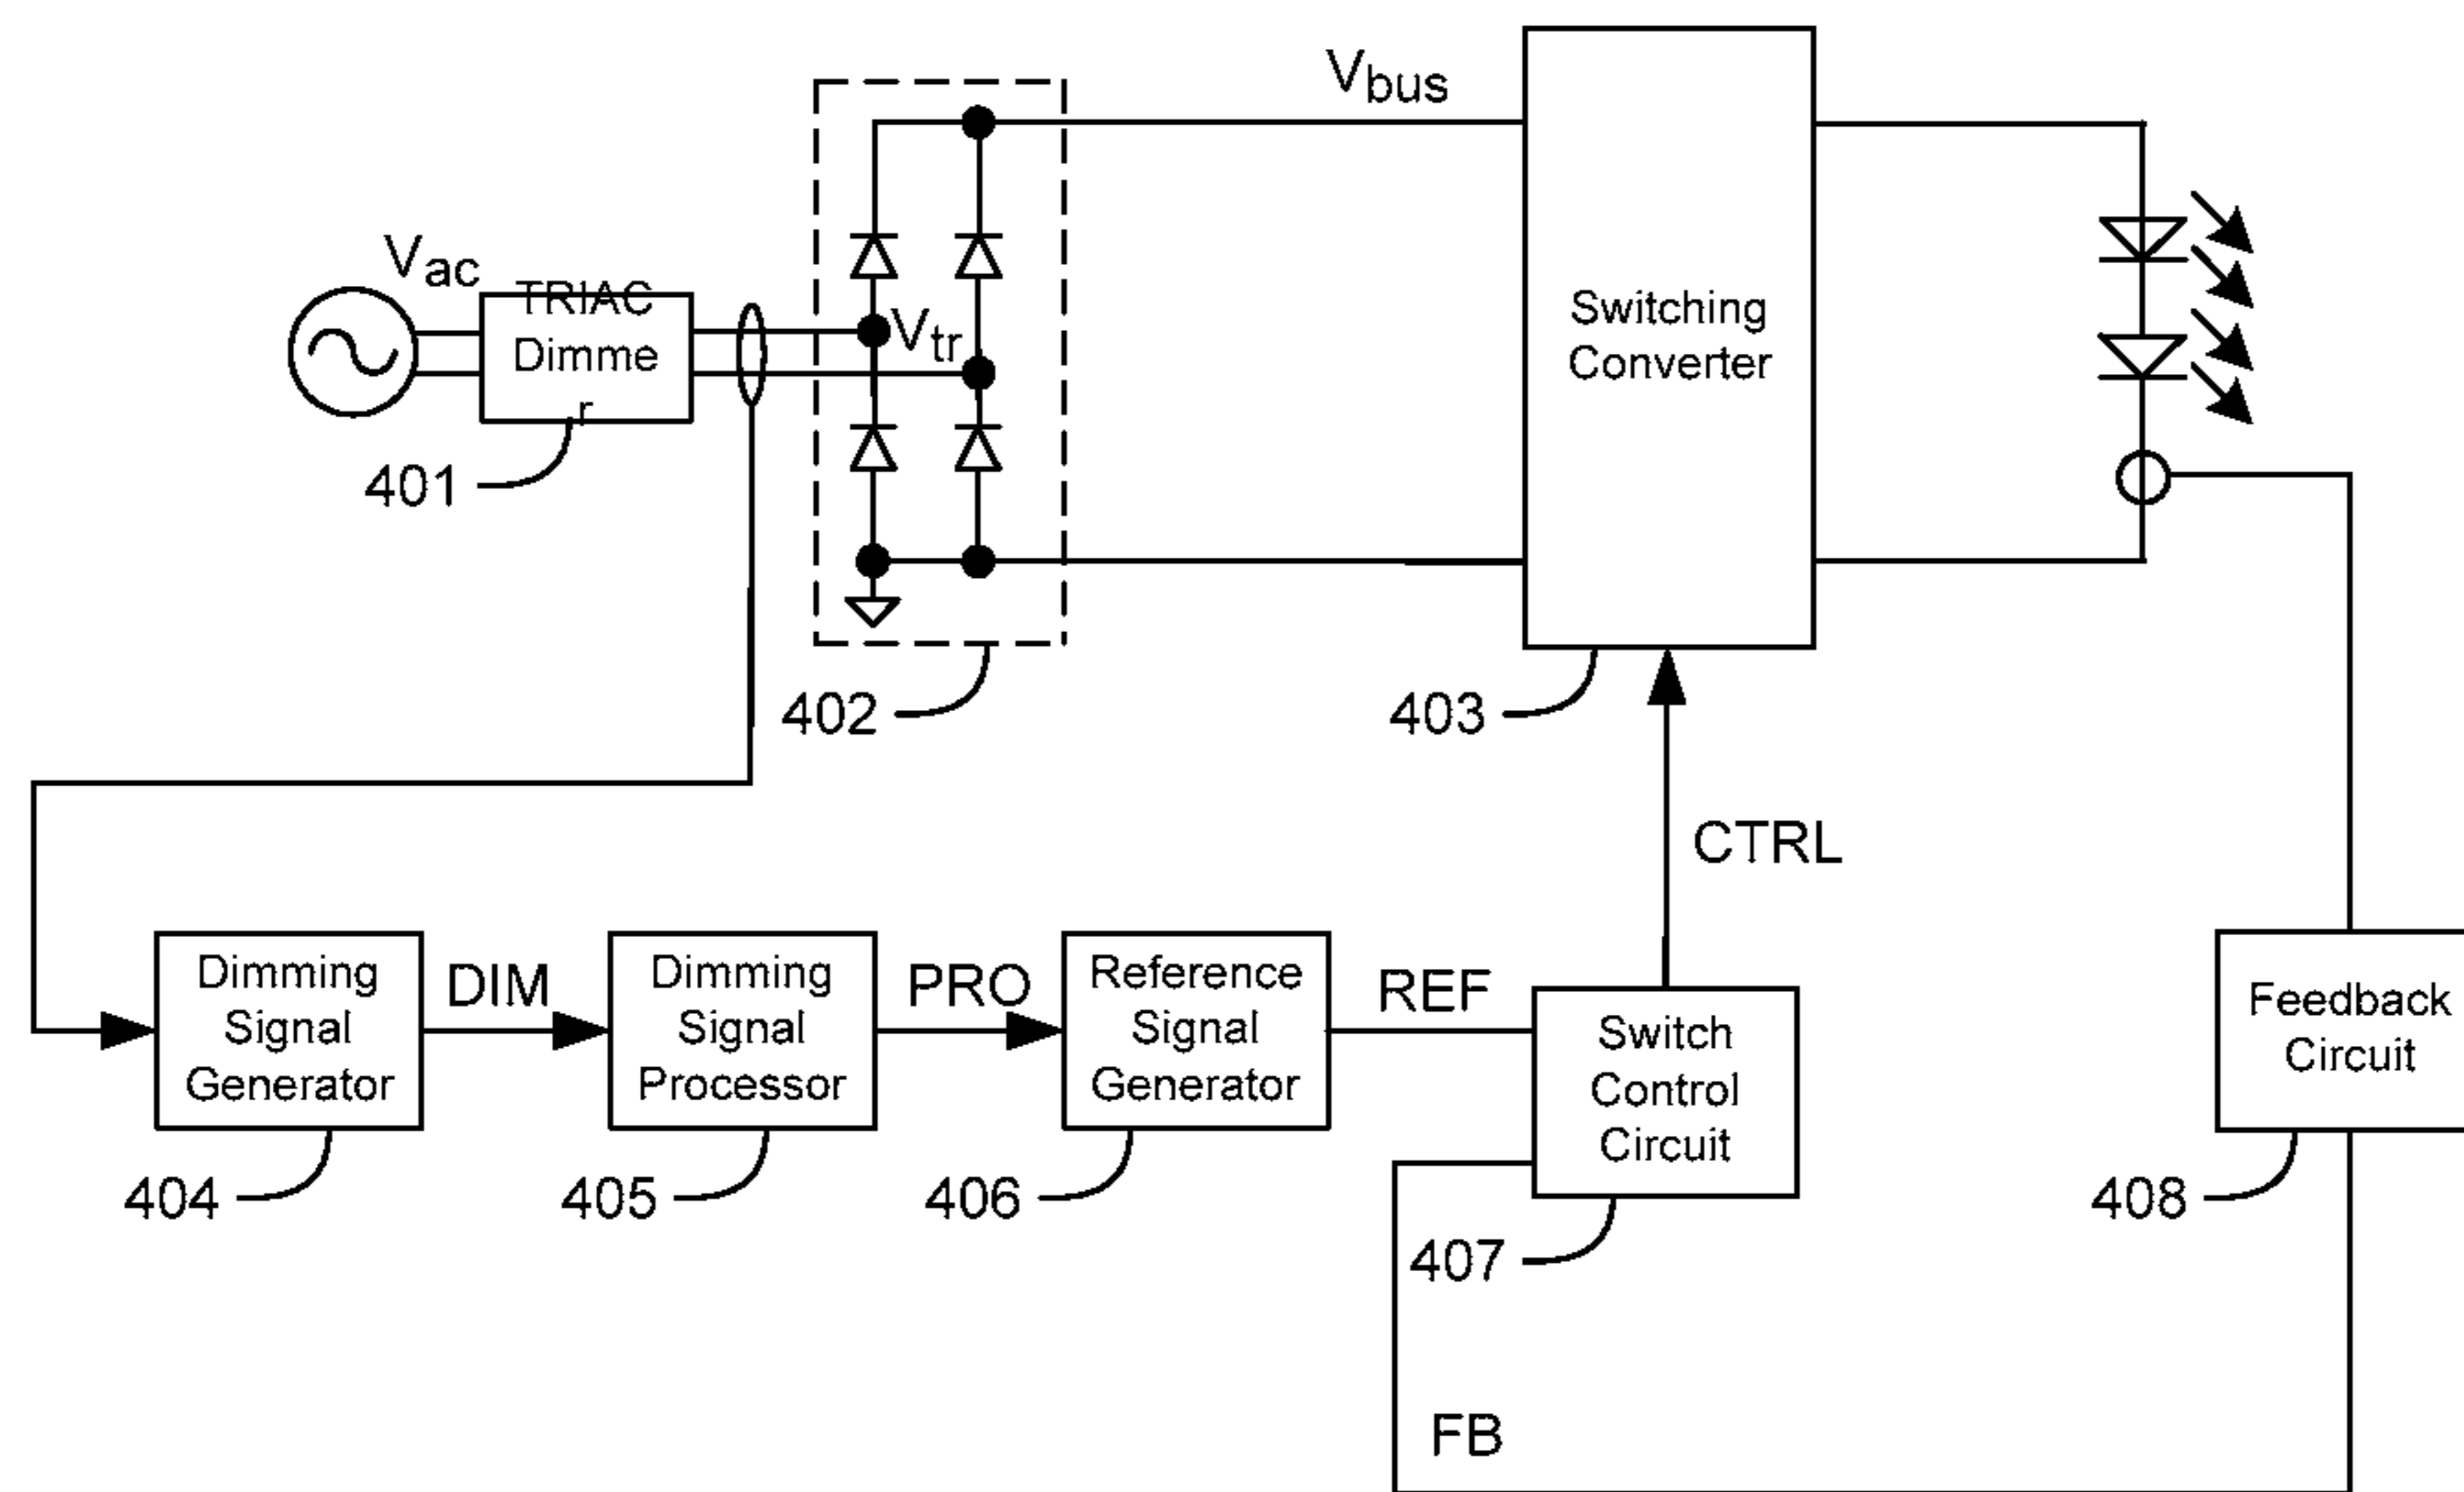 Vbus
Vac
TRIAC
Dimme
r
Vtr
Switching
Converter
401
402
403
CTRL
Dimming
Signal
Generator
DIM
Dimming
Signal
Processor
PRO
Reference
Signal
Generator
REF
Switch
Control
Circuit
Feedback
Circuit
404
405
406
407
408
FB